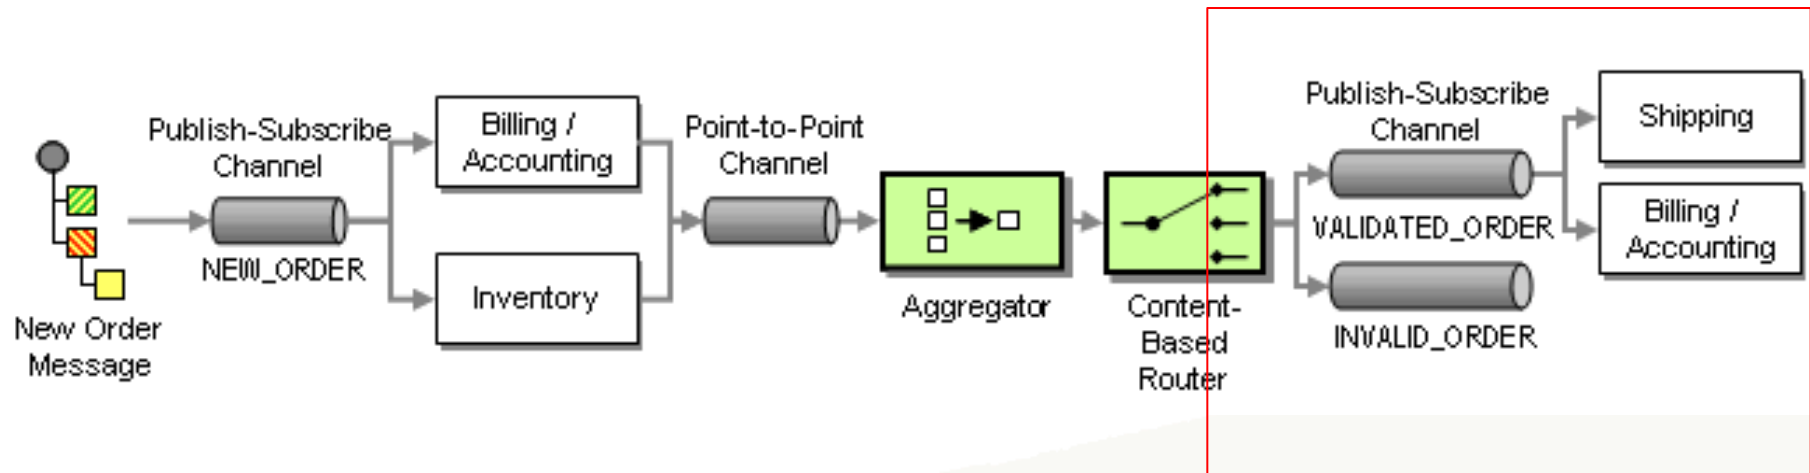 New Order
Message
Publish-Subscribe
Channel
NEW_ORDER
Billing /
Accounting
Inventory
Point-to-Point
Channel
Aggregator
Content-
Based
Router
Publish-Subscribe
Channel
VALIDATED_ORDER
INVALID_ORDER
Shipping
Billing /
Accounting